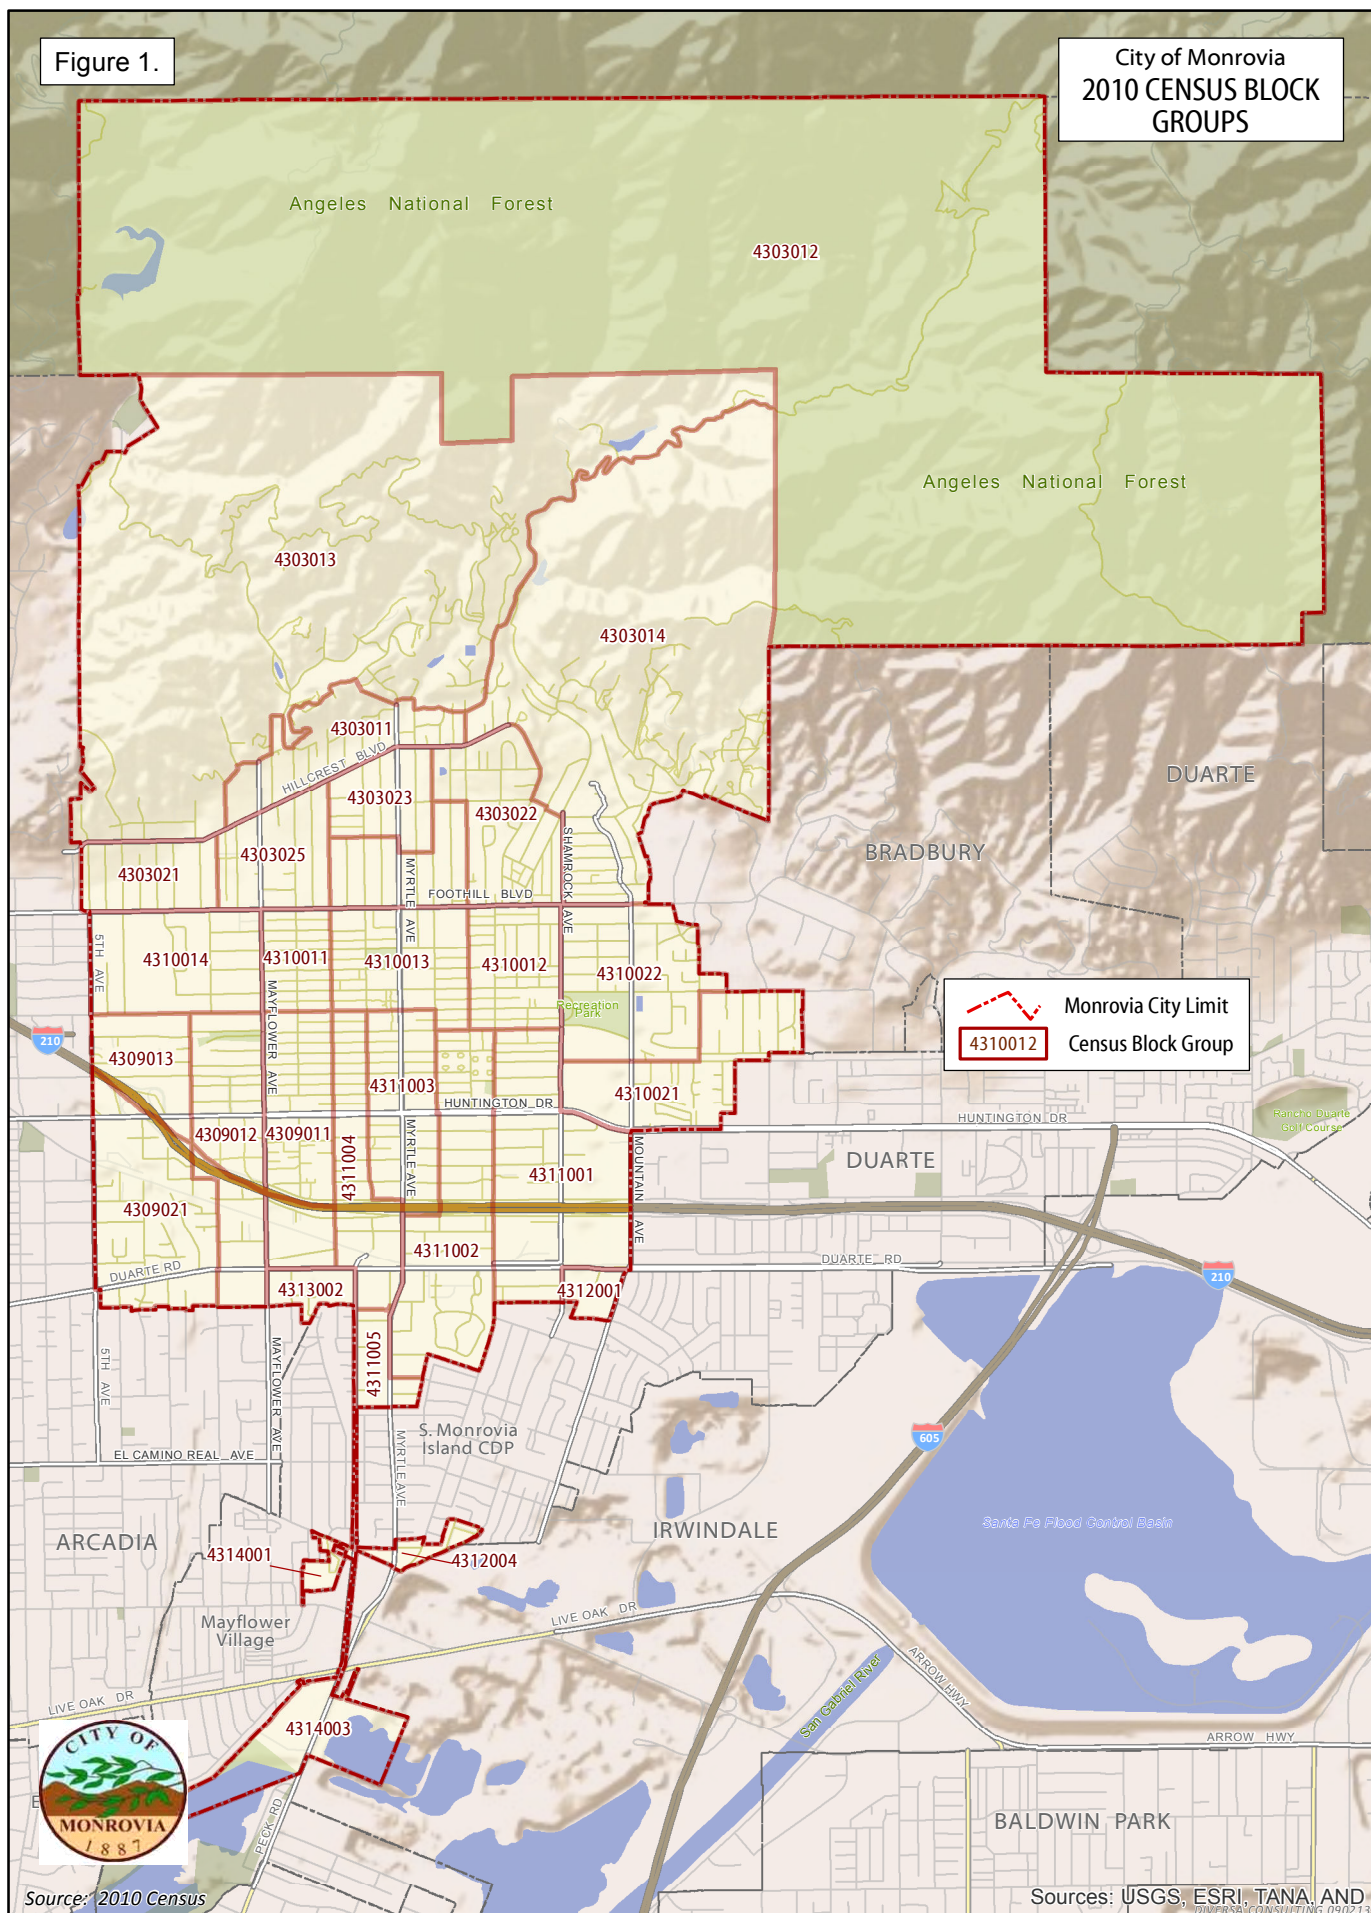 Figure 1.
City of Monrovia
2010 CENSUS BLOCK
GROUPS
Angeles National Forest
4303012
Angeles National Forest
4303013
4303014
4303011
HILLCREST BLVD
DUARTE
4303023
4303022
SHAMROCK AVE
4303025
BRADBURY
4303021
MYRTLE AVE
FOOTHILL BLVD
5TH AVE
4310014
4310011
4310013
4310012
4310022
MAYFLOWER AVE
Recreation
Park
Monrovia City Limit
4310012
Census Block Group
210
4309013
4311003
4310021
HUNTINGTON DR
HUNTINGTON DR
Rancho Duarte
Golf Course
4309012
4309011
4311004
MYRTLE AVE
MOUNTAIN AVE
DUARTE
4311001
4309021
4311002
DUARTE RD
DUARTE RD
210
4313002
4312001
5TH AVE
MAYFLOWER AVE
4311005
S. Monrovia
Island CDP
MYRTLE AVE
605
EL CAMINO REAL AVE
ARCADIA
IRWINDALE
Santa Fe Flood Control Basin
4314001
4312004
Mayflower
Village
LIVE OAK DR
ARROW HWY
San Gabriel River
LIVE OAK DR
4314003
ARROW HWY
CITY OF
MONROVIA
1887
E
PECK RD
BALDWIN PARK
Source: 2010 Census
Sources: USGS, ESRI, TANA, AND
DIVERSA CONSULTING 090213